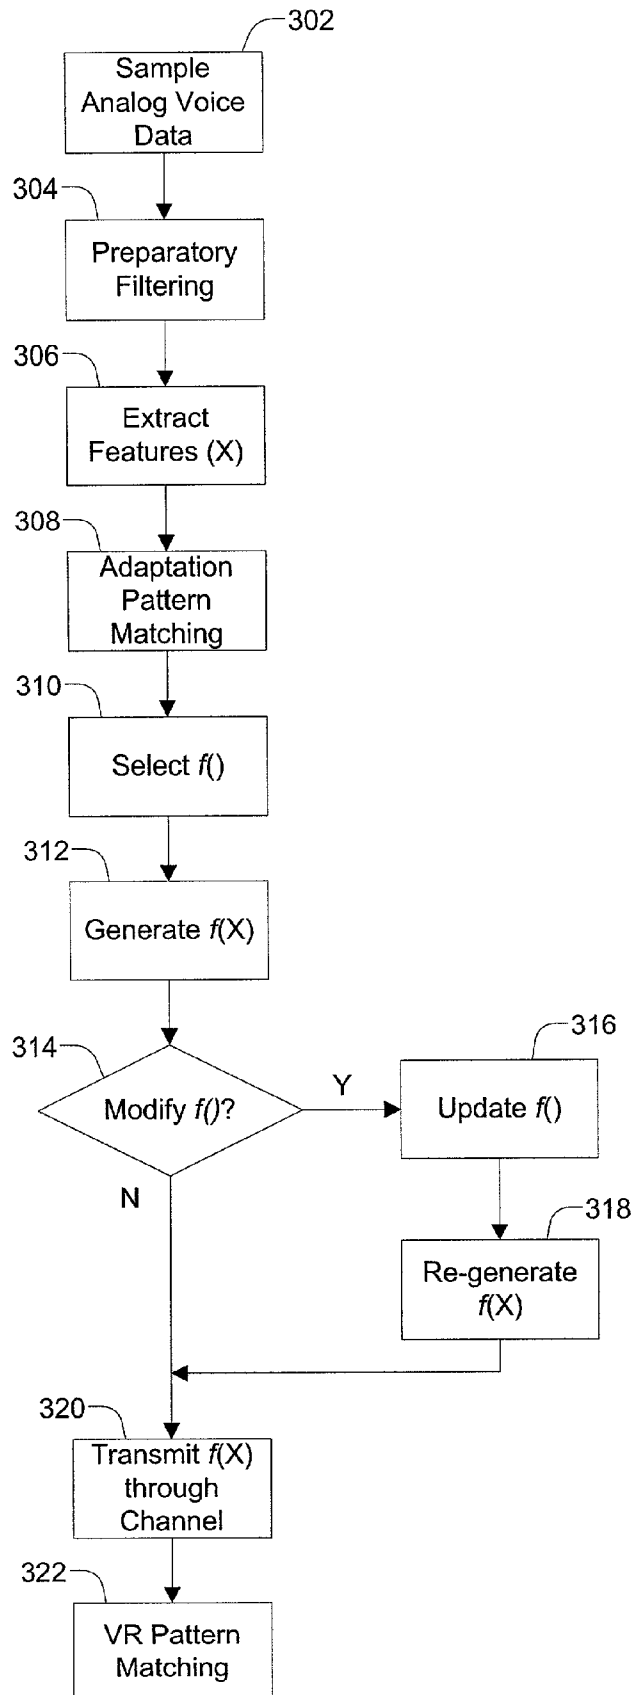 302
Sample
Analog Voice
Data
304
Preparatory
Filtering
306
Extract
Features (X)
308
Adaptation
Pattern
Matching
310
Select f()
312
Generate f(X)
314
Modify f()?
Y
N
316
Update f()
318
Re-generate
f(X)
320
Transmit f(X)
through
Channel
322
VR Pattern
Matching